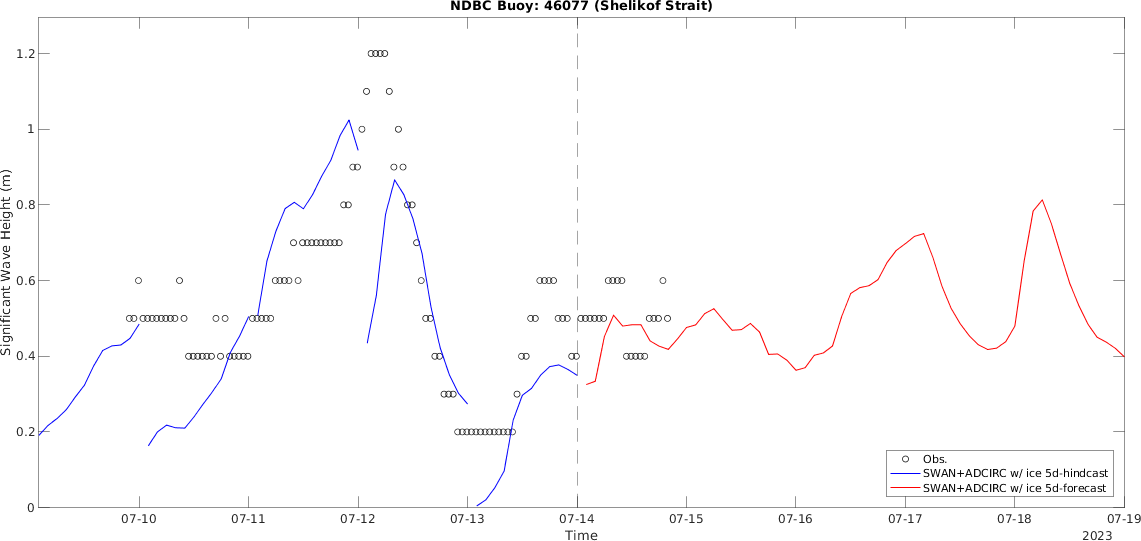 NDBC Buoy: 46077 (Shelikof Strait)
Significant Wave Height (m)
1.2
1
0.8
0.6
0.4
0.2
0
07-10 07-11 07-12 07-13 07-14 07-15 07-16 07-17 07-18 07-19
Time
2023
Obs.
SWAN+ADCIRC w/ ice 5d-hindcast
SWAN+ADCIRC w/ ice 5d-forecast